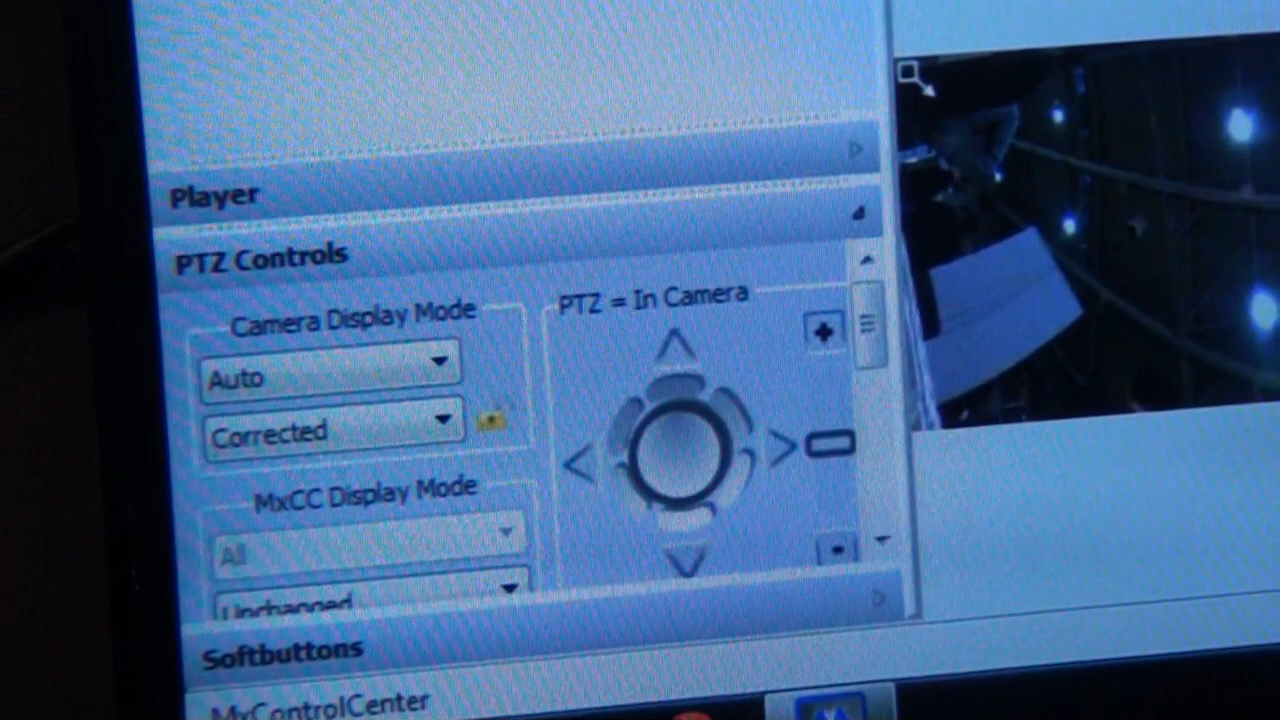 Player
PTZ Controls
Camera Display Mode
PTZ = In Camera
Auto
Corrected
MxCC Display Mode
All
Unchanged
Softbuttons
MxControlCenter